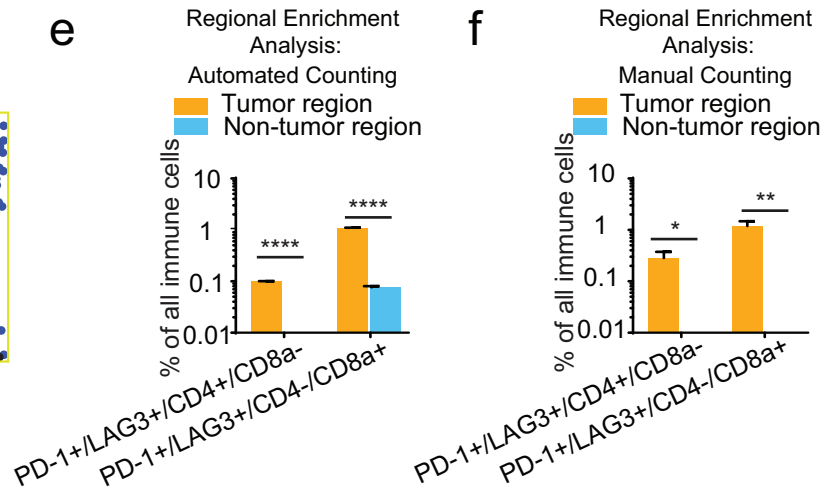 e
Regional Enrichment
Analysis:
Automated Counting
Tumor region
Non-tumor region
% of all immune cells
10
1
0.1
0.01
****
****
PD-1+/LAG3+/CD4+/CD8a-
PD-1+/LAG3+/CD4-/CD8a+
f
Regional Enrichment
Analysis:
Manual Counting
Tumor region
Non-tumor region
% of all immune cells
10
1
0.1
0.01
*
**
PD-1+/LAG3+/CD4+/CD8a-
PD-1+/LAG3+/CD4-/CD8a+